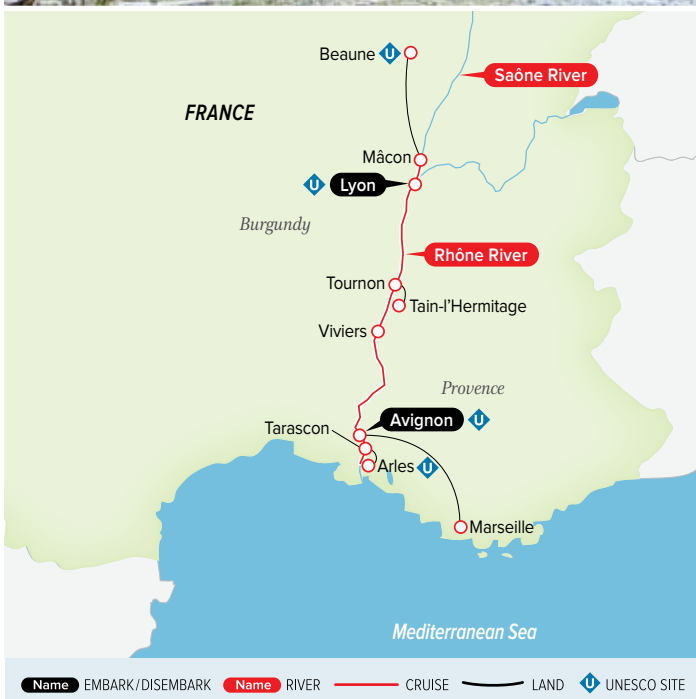 Beaune U
Saône River
FRANCE
Mâcon
U Lyon
Burgundy
Rhône River
Tournon
Tain-l'Hermitage
Viviers
Provence
Avignon U
Tarascon
Arles U
Marseille
Mediterranean Sea
Name EMBARK/DISEMBARK Name RIVER CRUISE LAND U UNESCO SITE